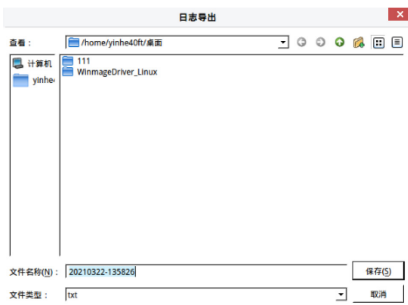 日志导出
查看：
/home/yinhe40ft/桌面
计算机
yinhe
111
WinmageDriver_Linux
文件名称(N)：
20210322-135826
保存(S)
文件类型：
txt
取消